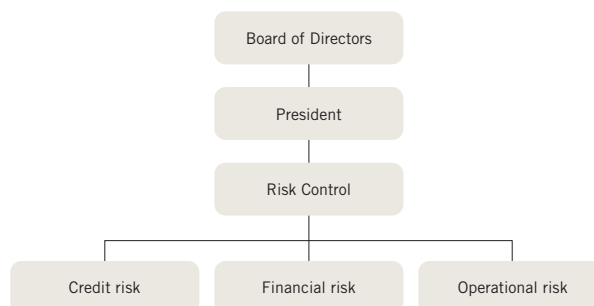 Board of Directors
President
Risk Control
Credit risk
Financial risk
Operational risk